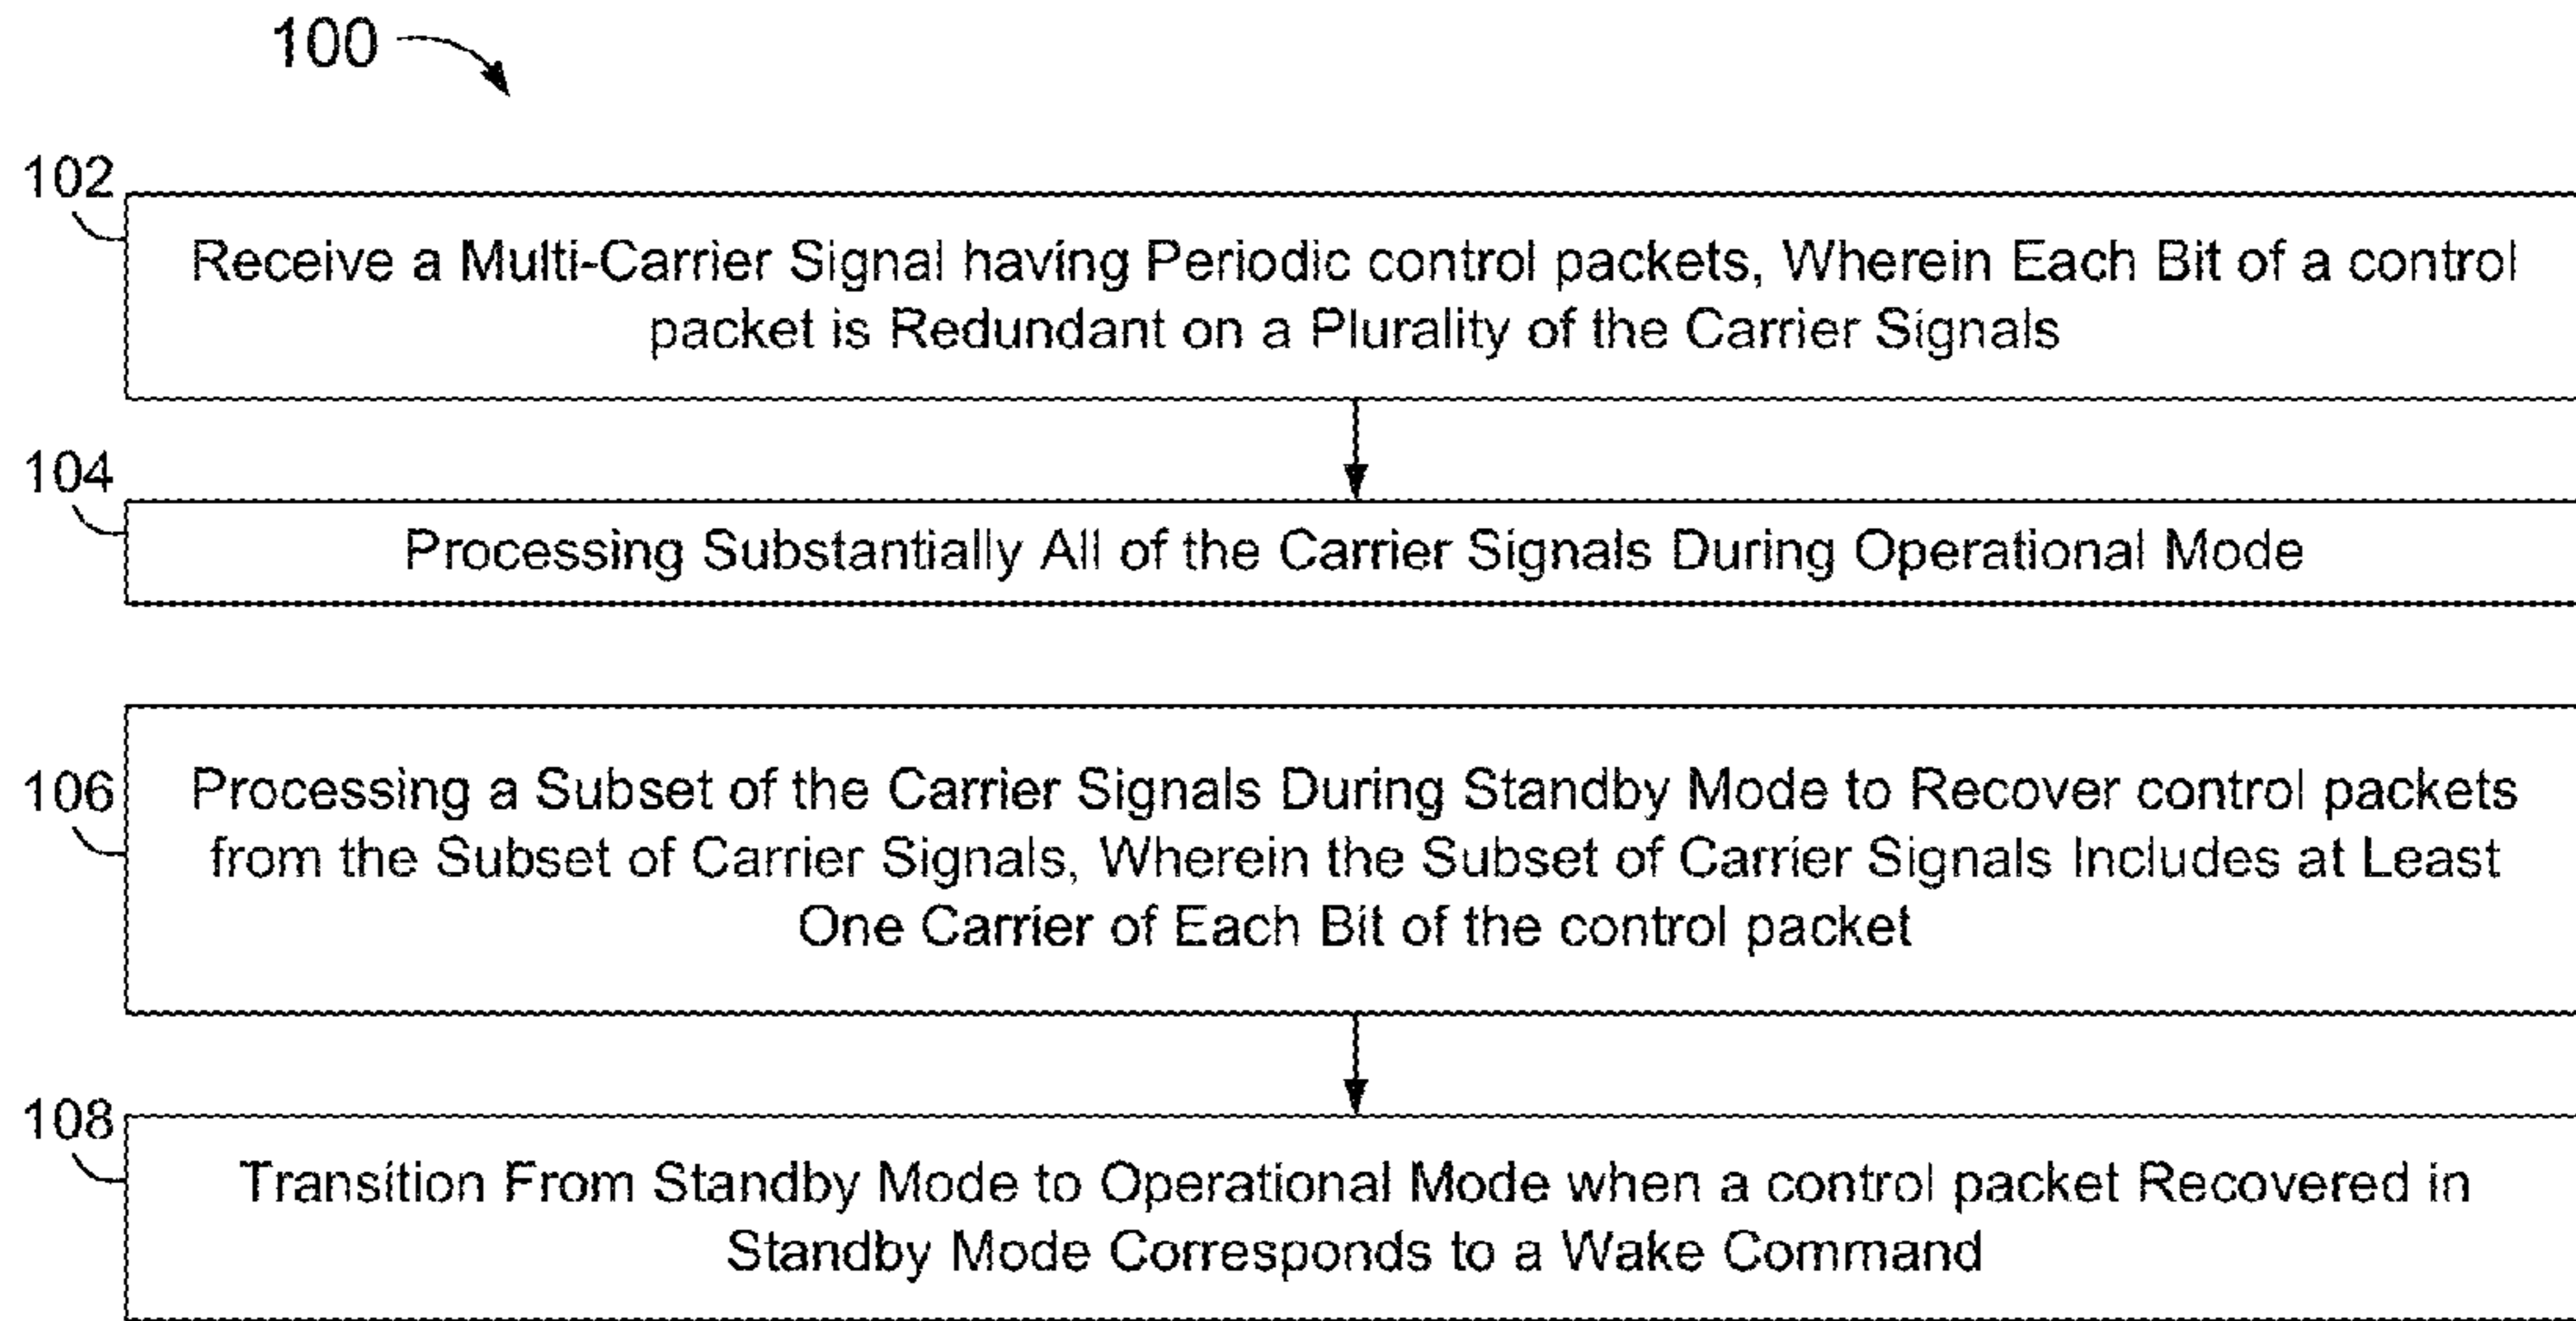 100
102
Receive a Multi-Carrier Signal having Periodic control packets, Wherein Each Bit of a control
packet is Redundant on a Plurality of the Carrier Signals
104
Processing Substantially All of the Carrier Signals During Operational Mode
106
Processing a Subset of the Carrier Signals During Standby Mode to Recover control packets
from the Subset of Carrier Signals, Wherein the Subset of Carrier Signals Includes at Least
One Carrier of Each Bit of the control packet
108
Transition From Standby Mode to Operational Mode when a control packet Recovered in
Standby Mode Corresponds to a Wake Command